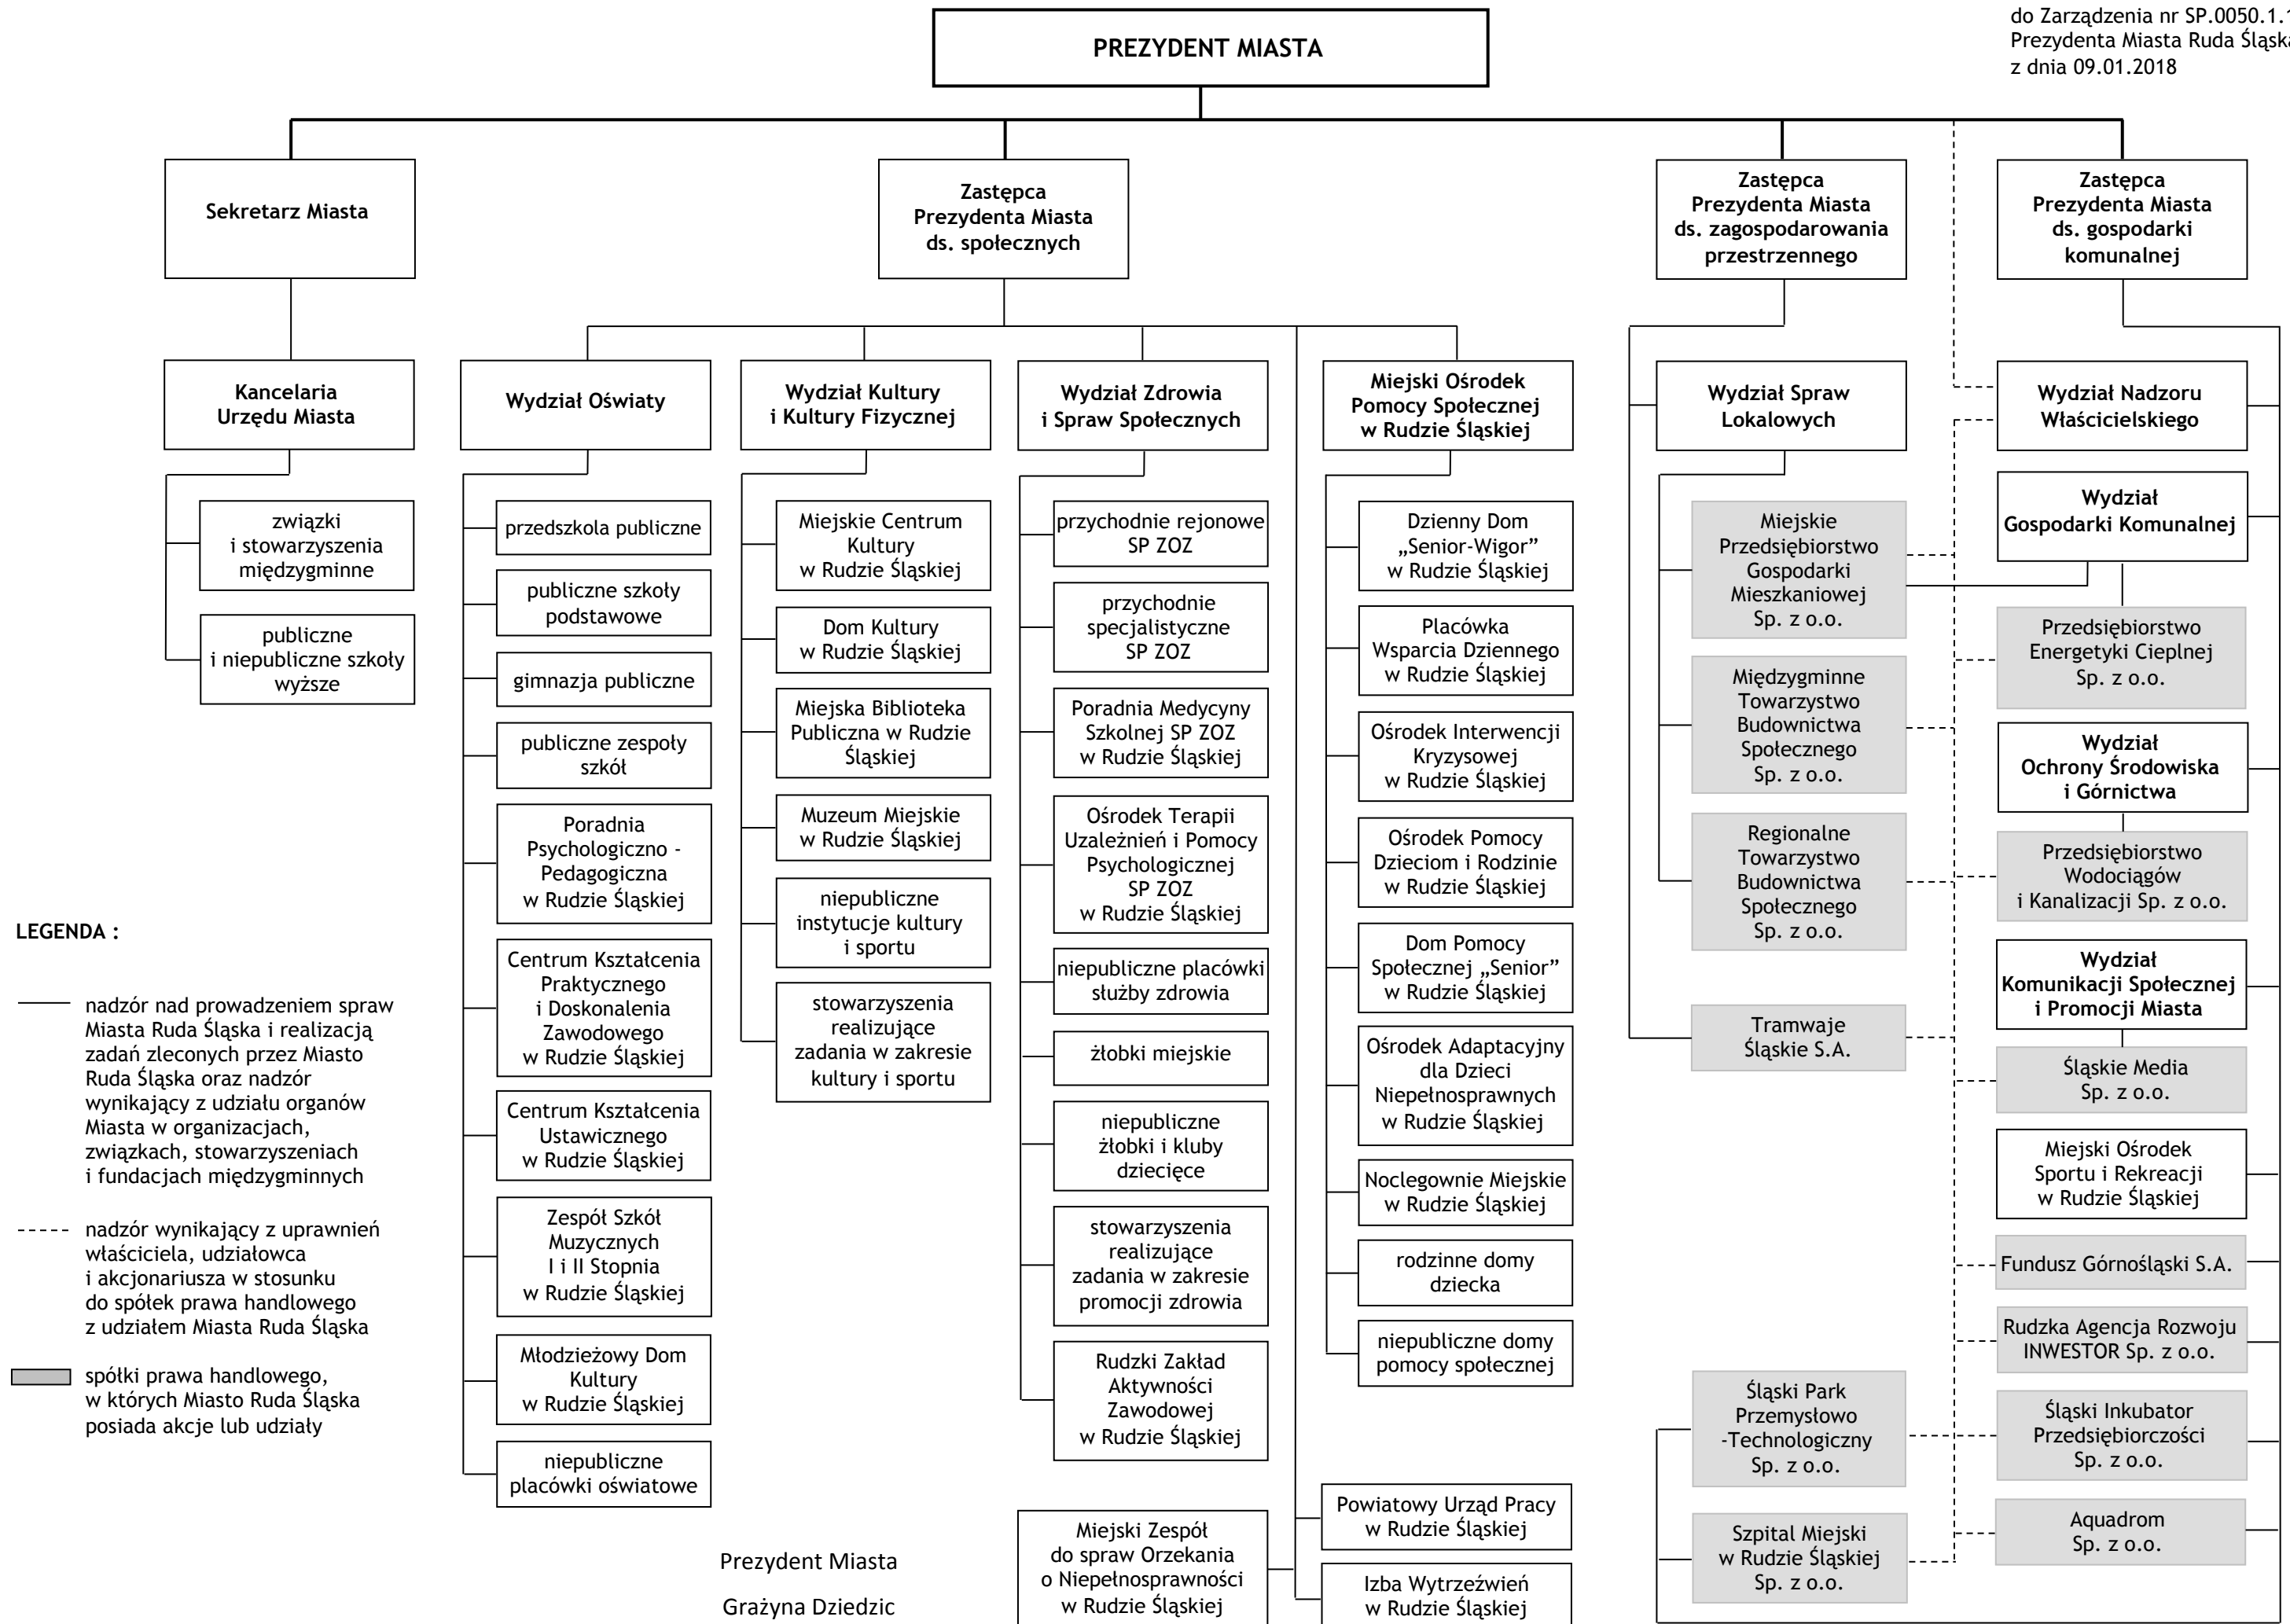 do Zarządzenia nr SP.0050.1.
Prezydenta Miasta Ruda Śląska
z dnia 09.01.2018
PREZYDENT MIASTA
Sekretarz Miasta
Zastępca
Prezydenta Miasta
ds. społecznych
Zastępca
Prezydenta Miasta
ds. zagospodarowania
przestrzennego
Zastępca
Prezydenta Miasta
ds. gospodarki
komunalnej
Kancelaria
Urzędu Miasta
Wydział Oświaty
Wydział Kultury
i Kultury Fizycznej
Wydział Zdrowia
i Spraw Społecznych
Miejski Ośrodek
Pomocy Społecznej
w Rudzie Śląskiej
Wydział Spraw
Lokalowych
Wydział Nadzoru
Właścicielskiego
związki
i stowarzyszenia
międzygminne
publiczne
i niepubliczne szkoły
wyższe
przedszkola publiczne
publiczne szkoły
podstawowe
gimnazja publiczne
publiczne zespoły
szkół
Poradnia
Psychologiczno -
Pedagogiczna
w Rudzie Śląskiej
Centrum Kształcenia
Praktycznego
i Doskonalenia
Zawodowego
w Rudzie Śląskiej
Centrum Kształcenia
Ustawicznego
w Rudzie Śląskiej
Zespół Szkół
Muzycznych
I i II Stopnia
w Rudzie Śląskiej
Młodzieżowy Dom
Kultury
w Rudzie Śląskiej
niepubliczne
placówki oświatowe
Miejskie Centrum
Kultury
w Rudzie Śląskiej
Dom Kultury
w Rudzie Śląskiej
Miejska Biblioteka
Publiczna w Rudzie
Śląskiej
Muzeum Miejskie
w Rudzie Śląskiej
niepubliczne
instytucje kultury
i sportu
stowarzyszenia
realizujące
zadania w zakresie
kultury i sportu
przychodnie rejonowe
SP ZOZ
przychodnie
specjalistyczne
SP ZOZ
Poradnia Medycyny
Szkolnej SP ZOZ
w Rudzie Śląskiej
Ośrodek Terapii
Uzależnień i Pomocy
Psychologicznej
SP ZOZ
w Rudzie Śląskiej
niepubliczne placówki
służby zdrowia
żłobki miejskie
niepubliczne
żłobki i kluby
dziecięce
stowarzyszenia
realizujące
zadania w zakresie
promocji zdrowia
Rudzki Zakład
Aktywności
Zawodowej
w Rudzie Śląskiej
Miejski Zespół
do spraw Orzekania
o Niepełnosprawności
w Rudzie Śląskiej
Dzienny Dom
„Senior-Wigor”
w Rudzie Śląskiej
Placówka
Wsparcia Dziennego
w Rudzie Śląskiej
Ośrodek Interwencji
Kryzysowej
w Rudzie Śląskiej
Ośrodek Pomocy
Dzieciom i Rodzinie
w Rudzie Śląskiej
Dom Pomocy
Społecznej „Senior”
w Rudzie Śląskiej
Ośrodek Adaptacyjny
dla Dzieci
Niepełnosprawnych
w Rudzie Śląskiej
Noclegownie Miejskie
w Rudzie Śląskiej
rodzinne domy
dziecka
niepubliczne domy
pomocy społecznej
Powiatowy Urząd Pracy
w Rudzie Śląskiej
Izba Wytrzeźwień
w Rudzie Śląskiej
Miejskie
Przedsiębiorstwo
Gospodarki
Mieszkaniowej
Sp. z o.o.
Międzygminne
Towarzystwo
Budownictwa
Społecznego
Sp. z o.o.
Regionalne
Towarzystwo
Budownictwa
Społecznego
Sp. z o.o.
Tramwaje
Śląskie S.A.
Śląski Park
Przemysłowo
-Technologiczny
Sp. z o.o.
Szpital Miejski
w Rudzie Śląskiej
Sp. z o.o.
Wydział
Gospodarki Komunalnej
Przedsiębiorstwo
Energetyki Cieplnej
Sp. z o.o.
Wydział
Ochrony Środowiska
i Górnictwa
Przedsiębiorstwo
Wodociągów
i Kanalizacji Sp. z o.o.
Wydział
Komunikacji Społecznej
i Promocji Miasta
Śląskie Media
Sp. z o.o.
Miejski Ośrodek
Sportu i Rekreacji
w Rudzie Śląskiej
Fundusz Górnośląski S.A.
Rudzka Agencja Rozwoju
INWESTOR Sp. z o.o.
Śląski Inkubator
Przedsiębiorczości
Sp. z o.o.
Aquadrom
Sp. z o.o.
LEGENDA :
nadzór nad prowadzeniem spraw
Miasta Ruda Śląska i realizacją
zadań zleconych przez Miasto
Ruda Śląska oraz nadzór
wynikający z udziału organów
Miasta w organizacjach,
związkach, stowarzyszeniach
i fundacjach międzygminnych
nadzór wynikający z uprawnień
właściciela, udziałowca
i akcjonariusza w stosunku
do spółek prawa handlowego
z udziałem Miasta Ruda Śląska
spółki prawa handlowego,
w których Miasto Ruda Śląska
posiada akcje lub udziały
Prezydent Miasta
Grażyna Dziedzic